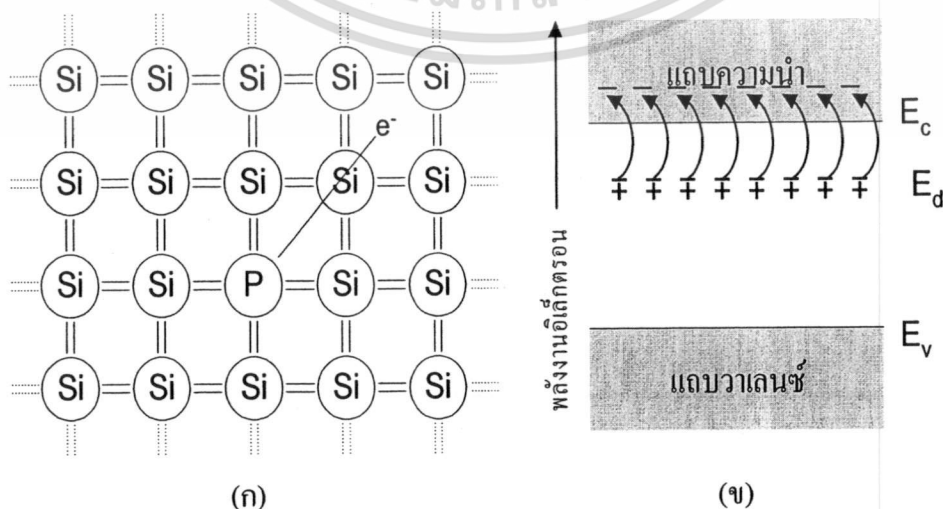 Si Si Si Si Si
e-
Si Si Si Si Si
Si Si P Si Si
Si Si Si Si Si
(ก)
พลังงานอิเล็กตรอน
แถบความนำ
E_c
E_d
E_v
แถบวาเลนซ์
(ข)